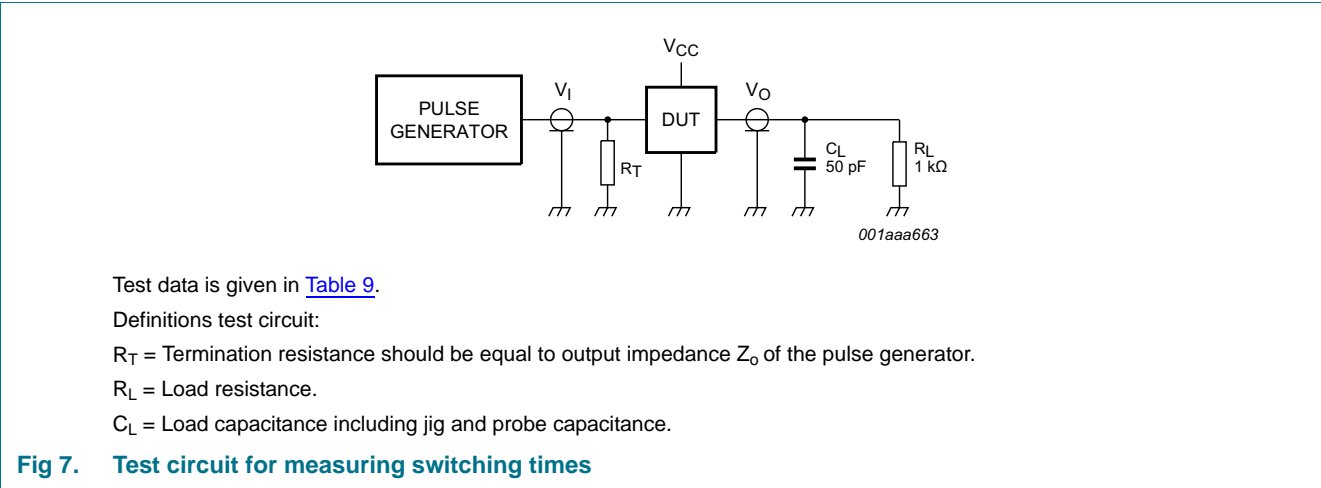 VCC
PULSE
GENERATOR
VI
DUT
VO
RT
CL
50 pF
RL
1 kΩ
001aaa663
Test data is given in Table 9.
Definitions test circuit:
RT = Termination resistance should be equal to output impedance Zo of the pulse generator.
RL = Load resistance.
CL = Load capacitance including jig and probe capacitance.
Fig 7. Test circuit for measuring switching times